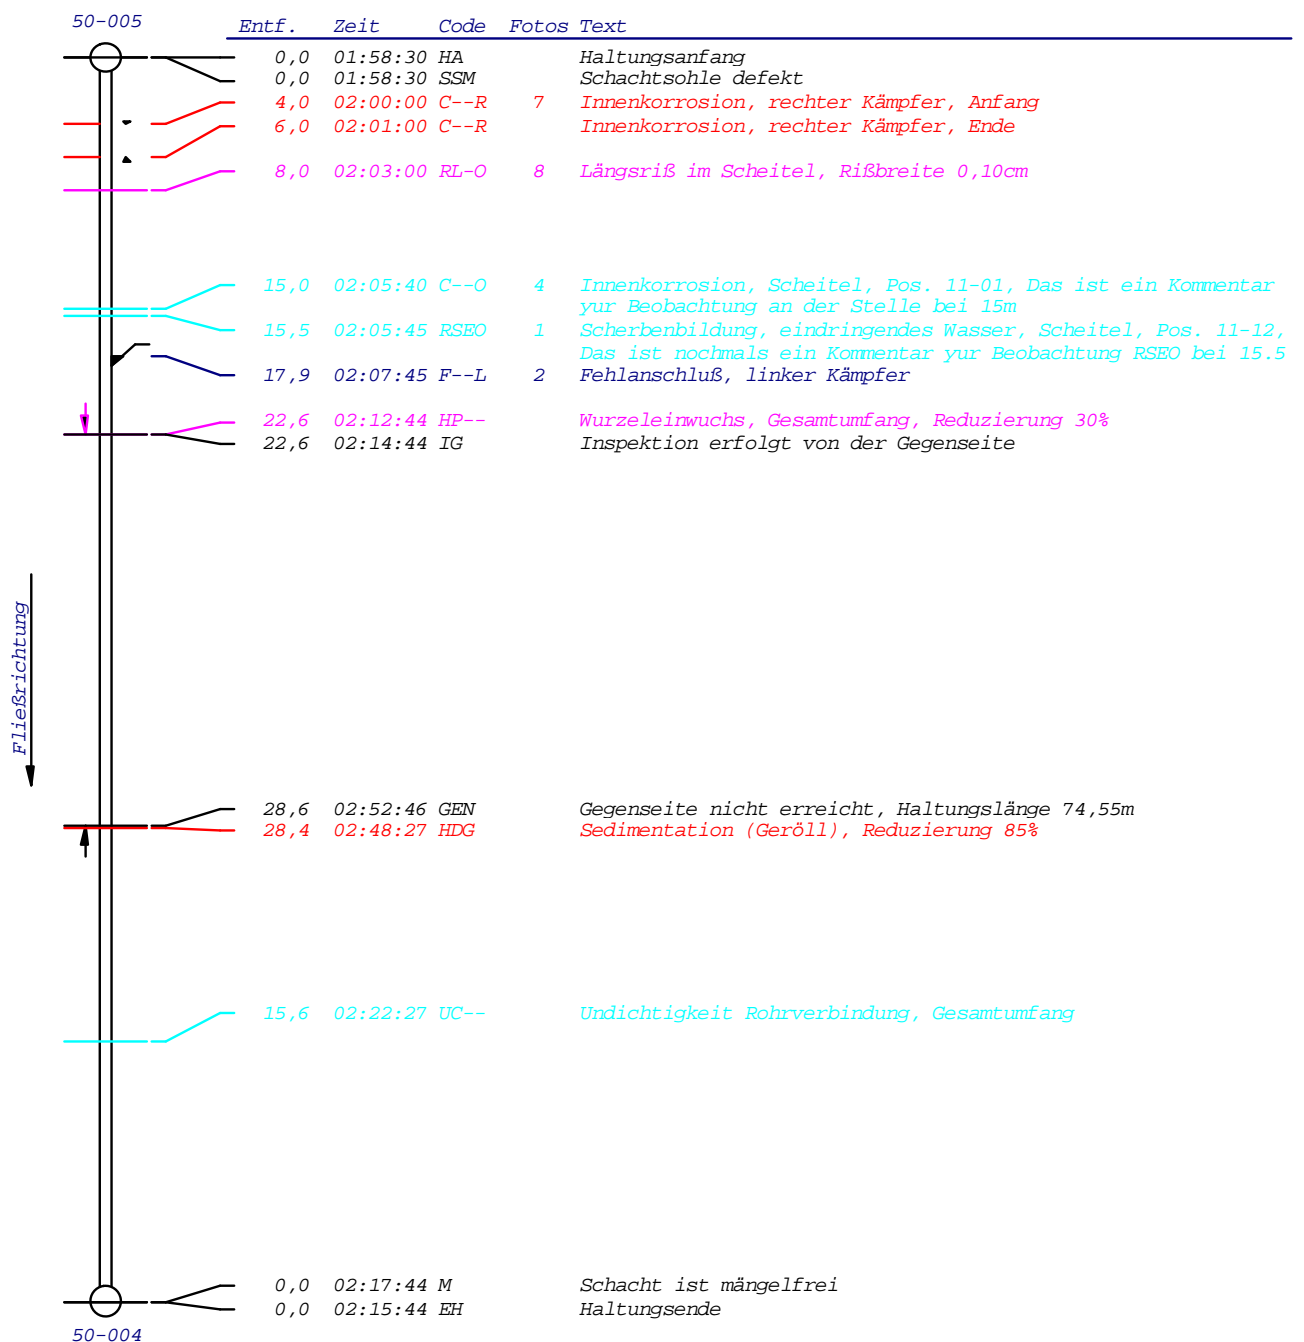 50-005
Entf. Zeit Code Fotos Text
0,0 01:58:30 HA Haltungsanfang
0,0 01:58:30 SSM Schachtsohle defekt
4,0 02:00:00 C--R 7 Innenkorrosion, rechter Kämpfer, Anfang
6,0 02:01:00 C--R Innenkorrosion, rechter Kämpfer, Ende
8,0 02:03:00 RL-O 8 Längsriß im Scheitel, Rißbreite 0,10cm
15,0 02:05:40 C--O 4 Innenkorrosion, Scheitel, Pos. 11-01, Das ist ein Kommentar
yur Beobachtung an der Stelle bei 15m
15,5 02:05:45 RSEO 1 Scherbenbildung, eindringendes Wasser, Scheitel, Pos. 11-12,
Das ist nochmals ein Kommentar yur Beobachtung RSEO bei 15.5
17,9 02:07:45 F--L 2 Fehlanschluß, linker Kämpfer
22,6 02:12:44 HP-- Wurzeleinwuchs, Gesamtumfang, Reduzierung 30%
22,6 02:14:44 IG Inspektion erfolgt von der Gegenseite
Fließrichtung
28,6 02:52:46 GEN Gegenseite nicht erreicht, Haltungslänge 74,55m
28,4 02:48:27 HDG Sedimentation (Geröll), Reduzierung 85%
15,6 02:22:27 UC-- Undichtigkeit Rohrverbindung, Gesamtumfang
0,0 02:17:44 M Schacht ist mängelfrei
0,0 02:15:44 EH Haltungsende
50-004